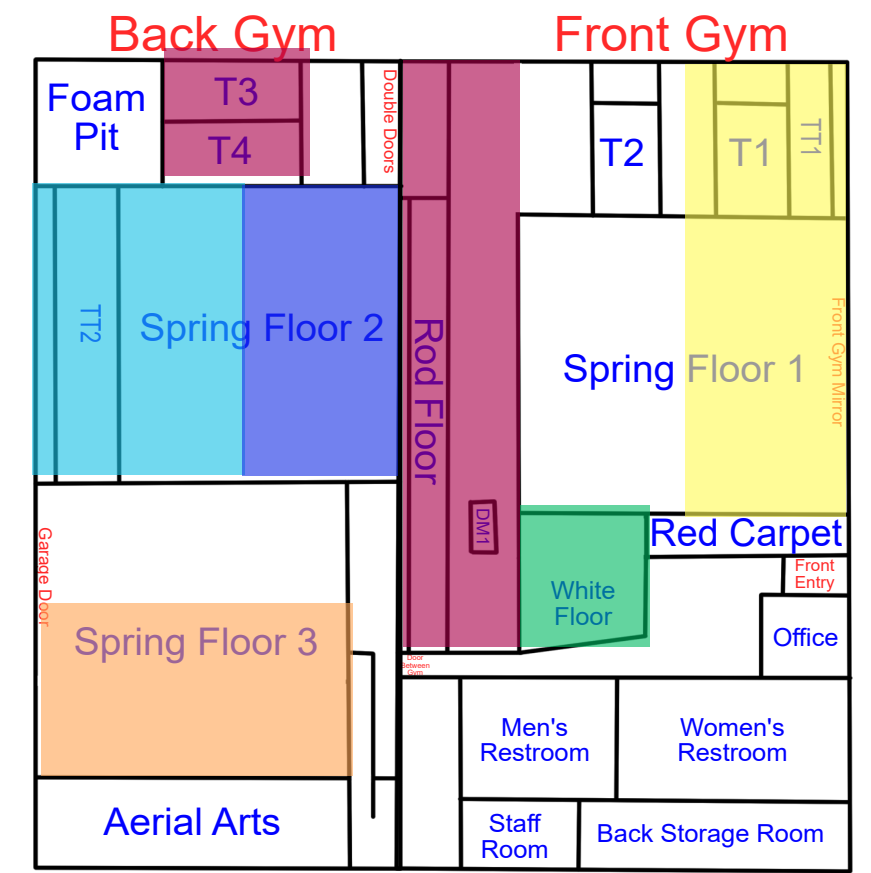 Back Gym
Front Gym
Foam
Pit
T3
T4
Double Doors
T2
T1
TT1
TT2
Spring Floor 2
Rod Floor
Spring Floor 1
Front Gym Mirror
DM1
Red Carpet
White
Floor
Front
Entry
Office
Garage Door
Spring Floor 3
Door
Between
Gym
Men's
Restroom
Women's
Restroom
Aerial Arts
Staff
Room
Back Storage Room